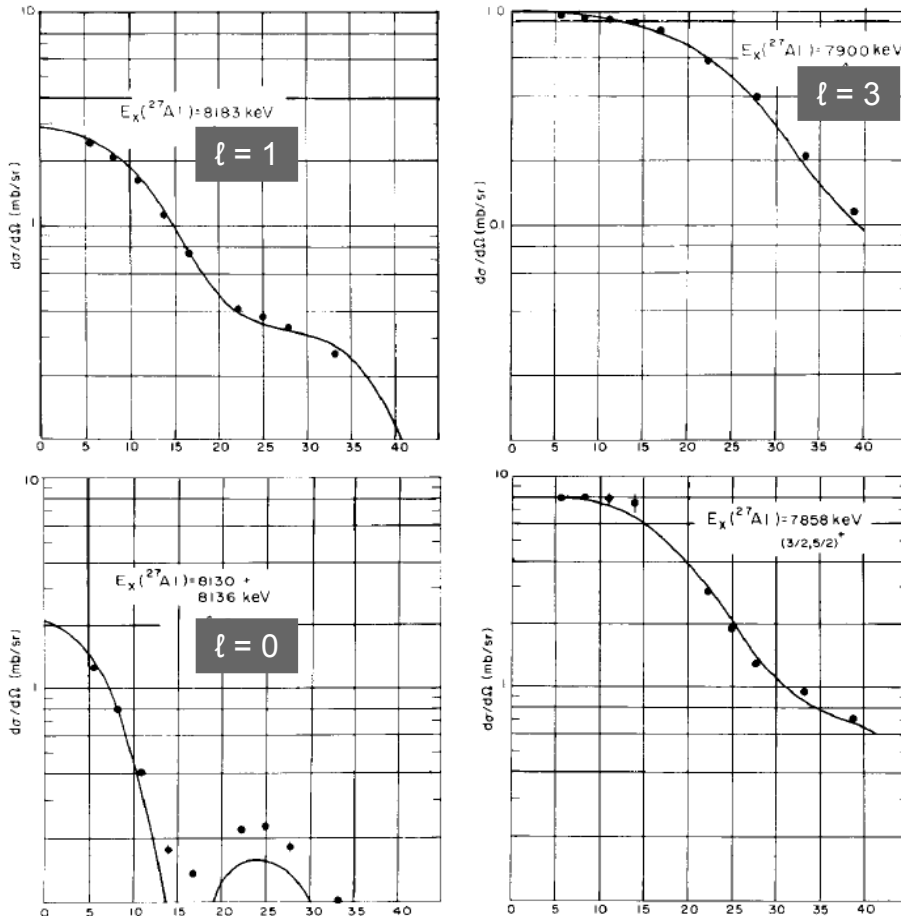 10
Ex(²⁷Al)=8183 keV
ℓ = 1
1
dσ/dΩ (mb/sr)
0 5 10 15 20 25 30 35 40
1.0
Ex(²⁷Al)=7900 keV
ℓ = 3
0.1
dσ/dΩ (mb/sr)
0 5 10 15 20 25 30 35 40
10
Ex(²⁷Al)=8130 +
8136 keV
ℓ = 0
1
dσ/dΩ (mb/sr)
0 5 10 15 20 25 30 35 40
10
Ex(²⁷Al)=7858 keV
(3/2,5/2)⁺
1
dσ/dΩ (mb/sr)
0 5 10 15 20 25 30 35 40